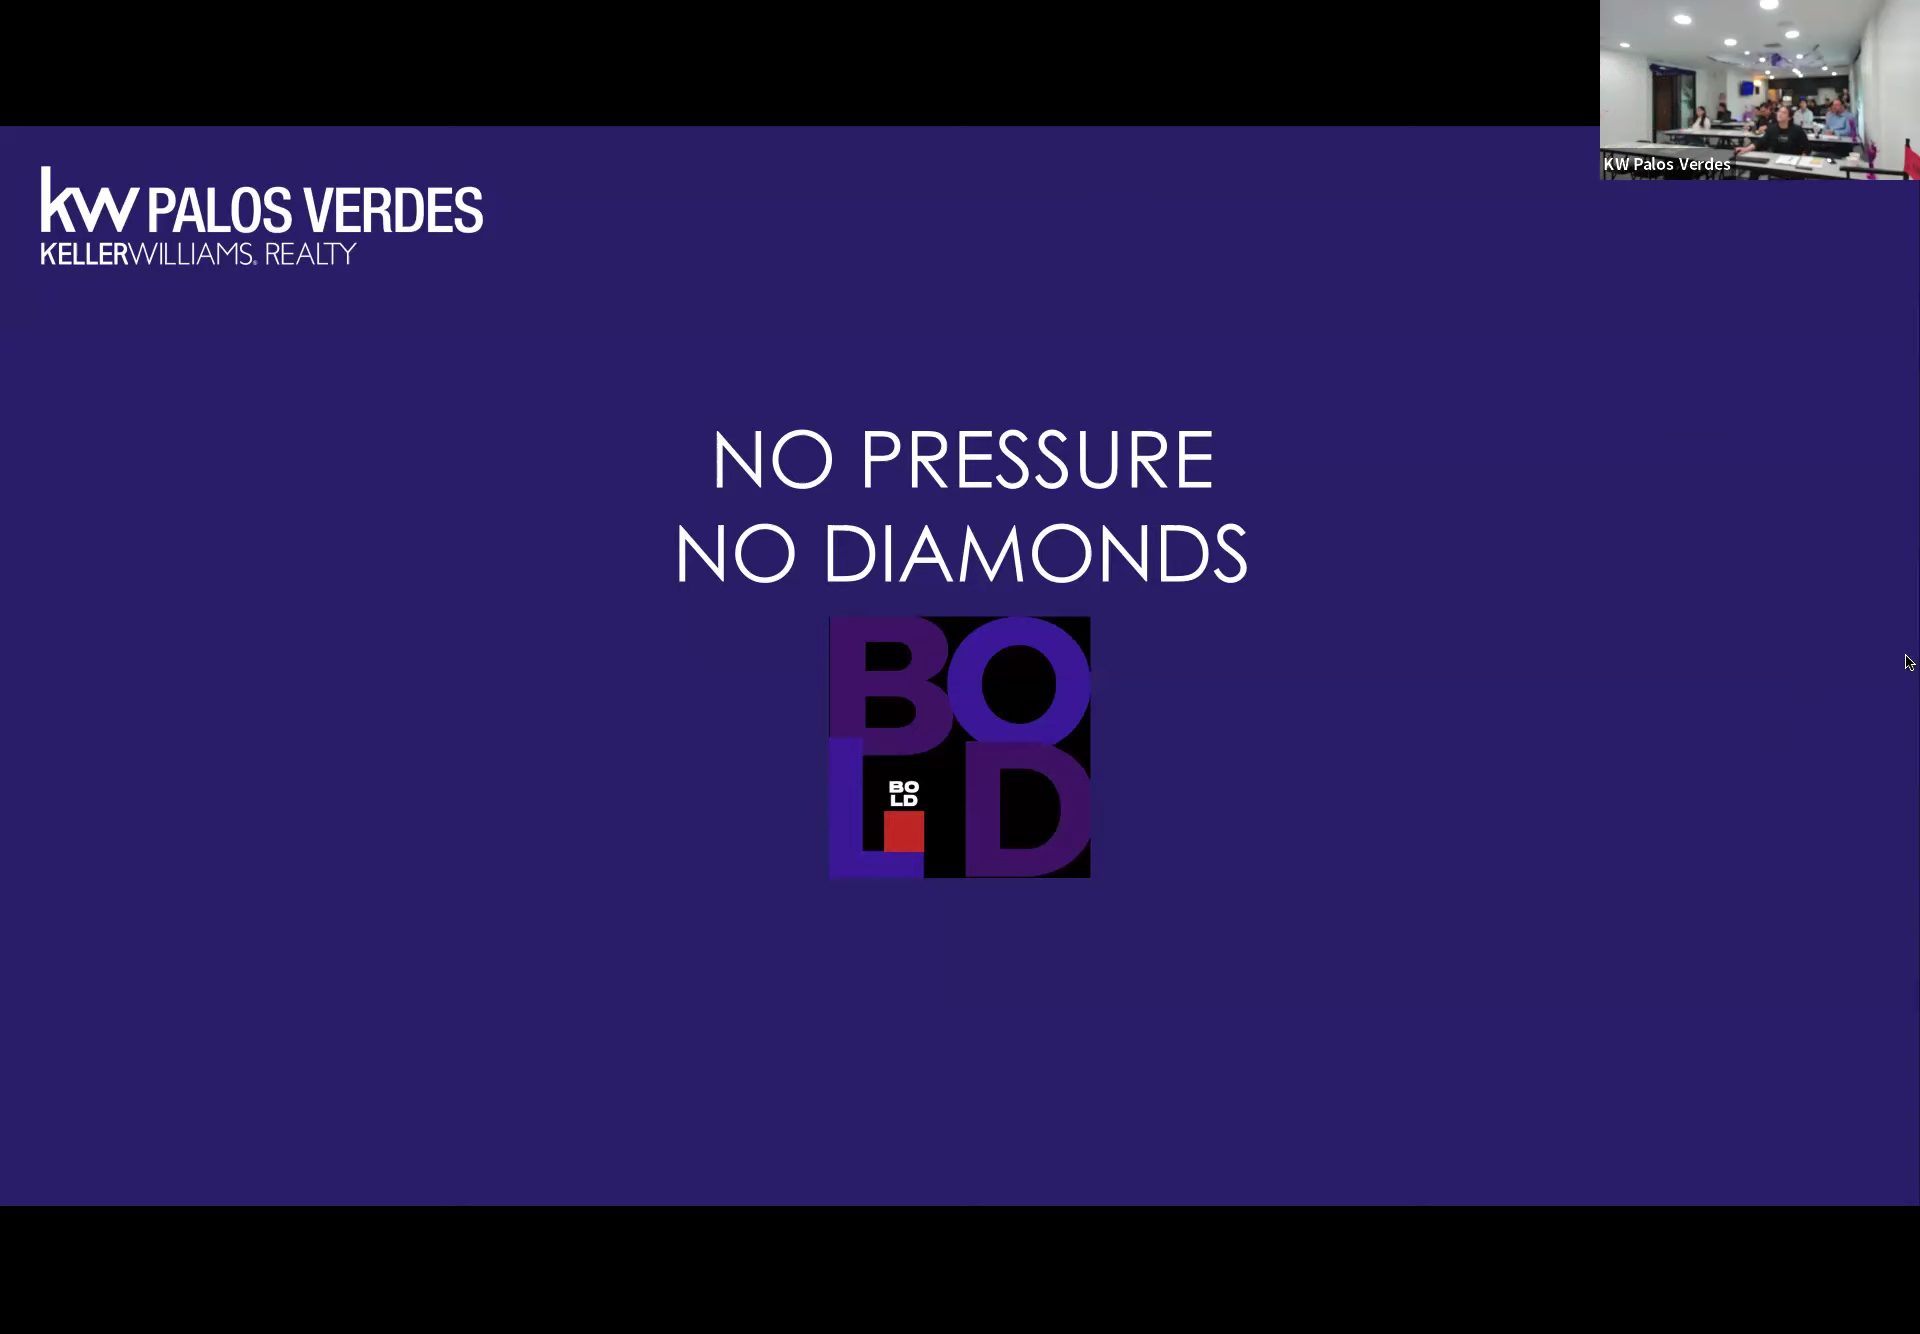 KW Palos Verdes
kw PALOS VERDES
KELLERWILLIAMS. REALTY
NO PRESSURE
NO DIAMONDS
BO
LD
BO
LD